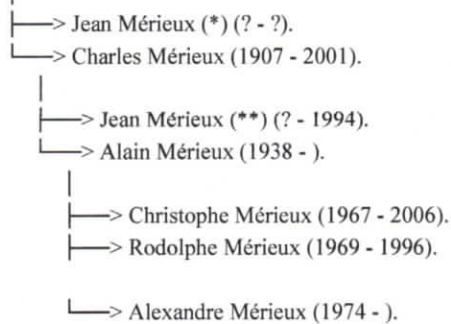 Jean Mérieux (*) (? - ?).
Charles Mérieux (1907 - 2001).
Jean Mérieux (**) (? - 1994).
Alain Mérieux (1938 - ).
Christophe Mérieux (1967 - 2006).
Rodolphe Mérieux (1969 - 1996).
Alexandre Mérieux (1974 - ).